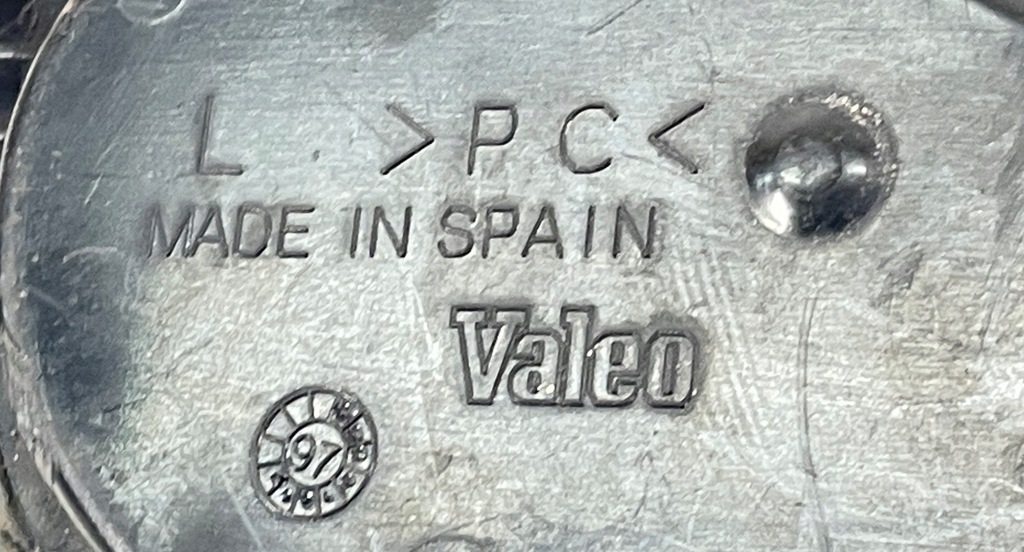 L >PC<
MADE IN SPAIN
Valeo
97